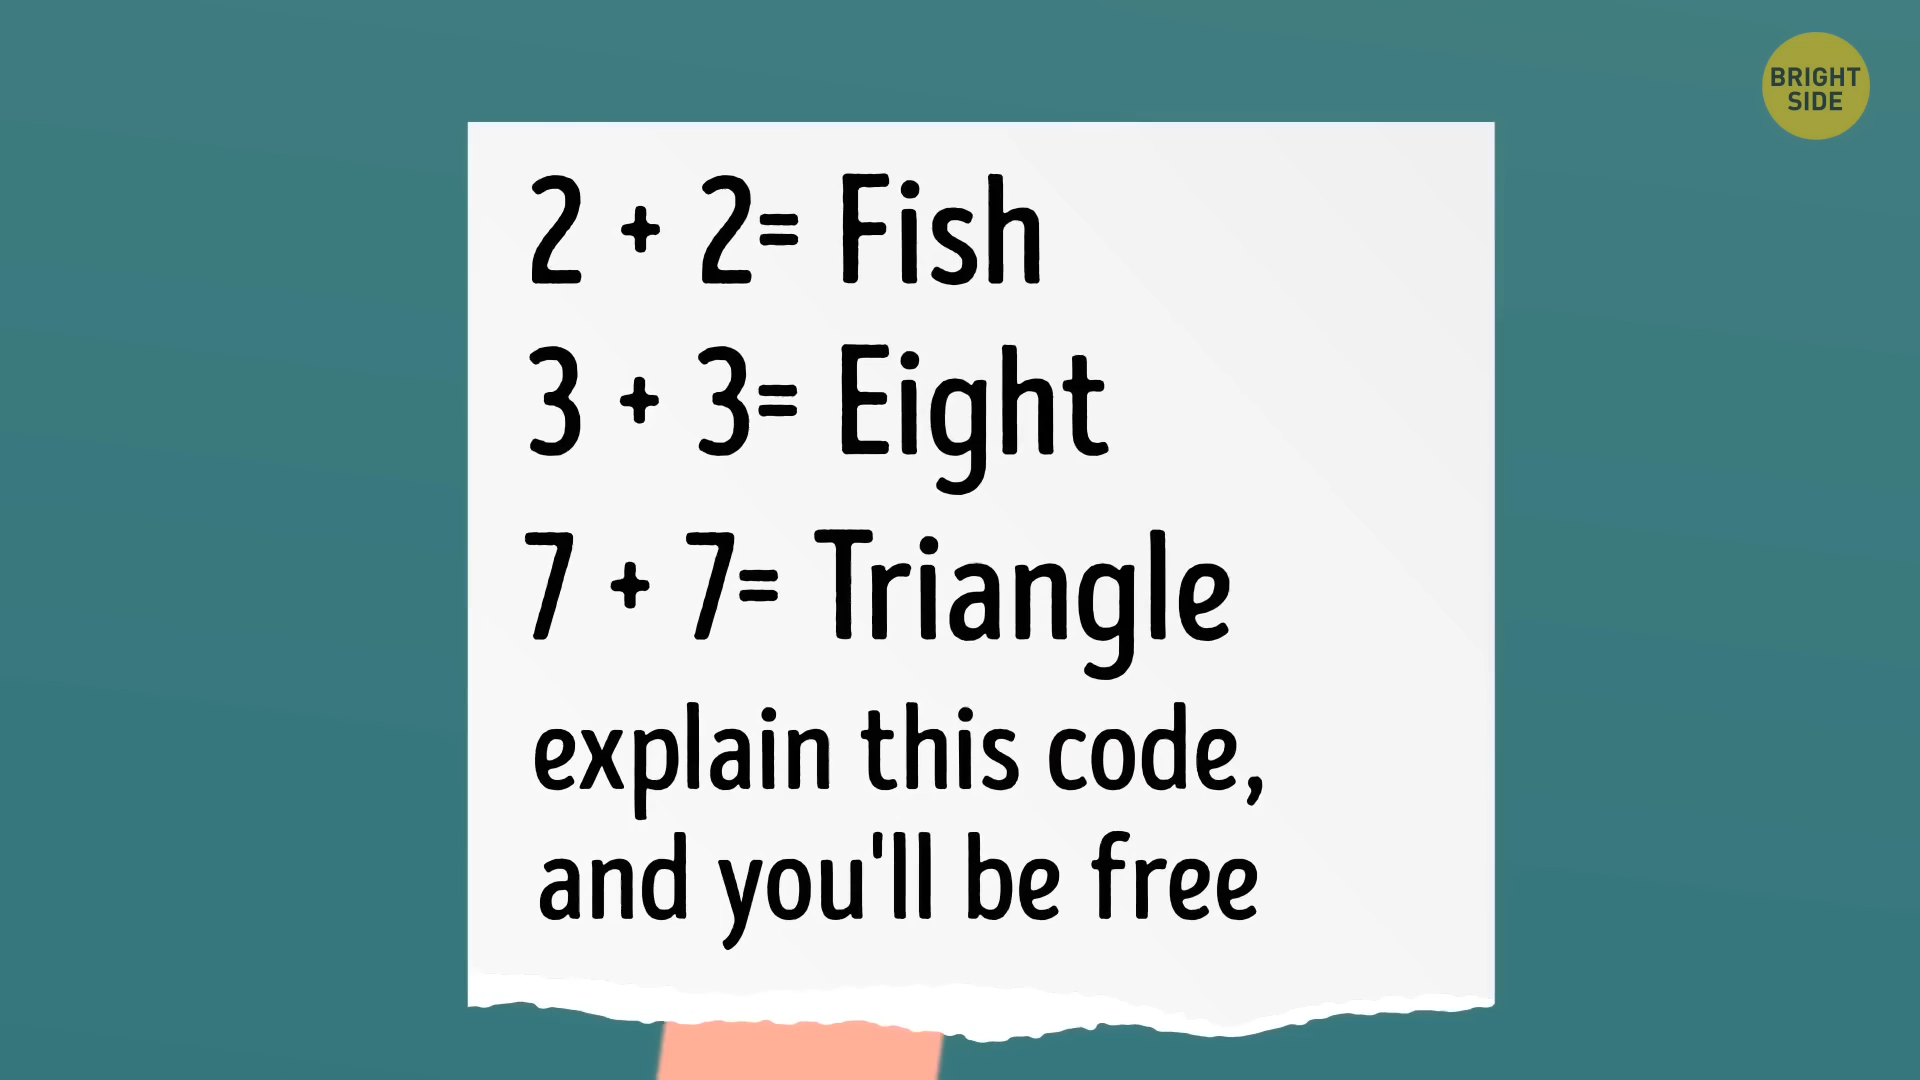 BRIGHT
SIDE
2 + 2= Fish
3 + 3= Eight
7 + 7= Triangle
explain this code,
and you'll be free